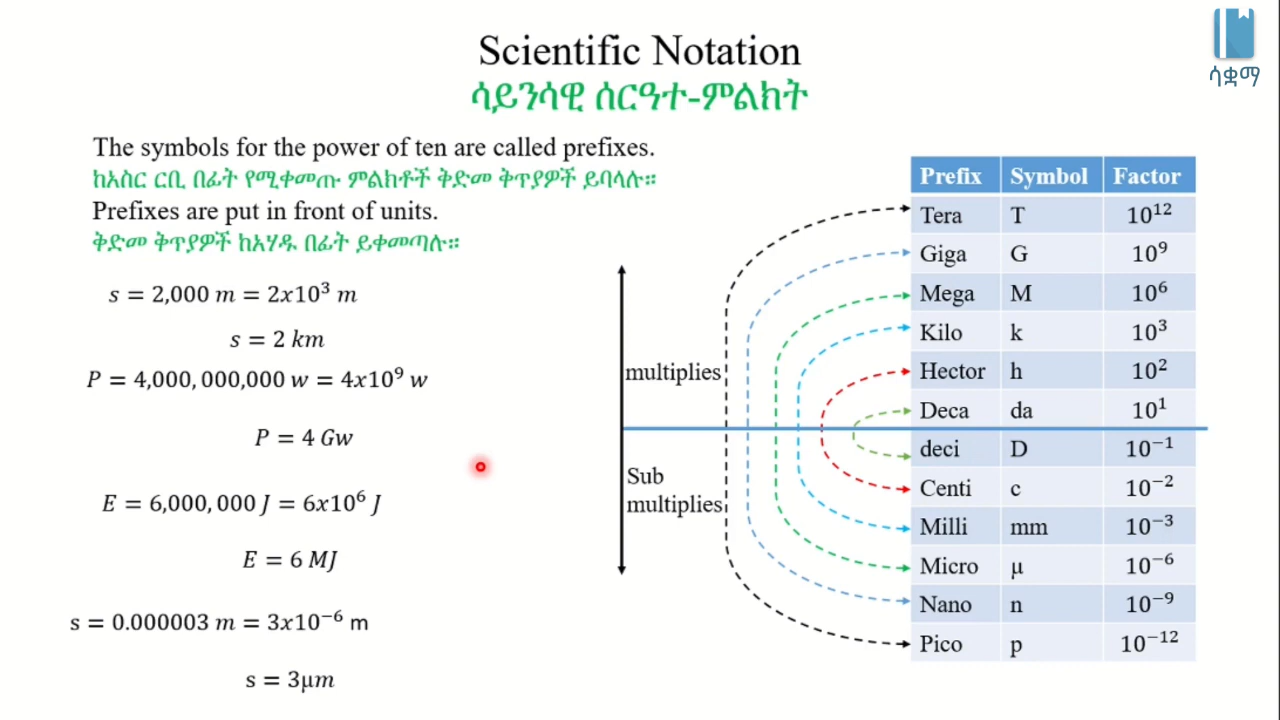 Scientific Notation
ሳይንሳዊ ሰርዓተ-ምልክት
ሳቋማ
The symbols for the power of ten are called prefixes.
ከአስር ርቢ በፊት የሚቀመጡ ምልክቶች ቅድመ ቅጥያዎች ይባላሉ።
Prefixes are put in front of units.
ቅድመ ቅጥያዎች ከአሃዱ በፊት ይቀመጣሉ።
s = 2,000 m = 2x10³ m
s = 2 km
P = 4,000,000,000 w = 4x10⁹ w
P = 4 Gw
E = 6,000,000 J = 6x10⁶ J
E = 6 MJ
s = 0.000003 m = 3x10⁻⁶ m
s = 3μm
multiplies
Sub
multiplies
Prefix Symbol Factor
Tera T 10¹²
Giga G 10⁹
Mega M 10⁶
Kilo k 10³
Hector h 10²
Deca da 10¹
deci D 10⁻¹
Centi c 10⁻²
Milli mm 10⁻³
Micro μ 10⁻⁶
Nano n 10⁻⁹
Pico p 10⁻¹²